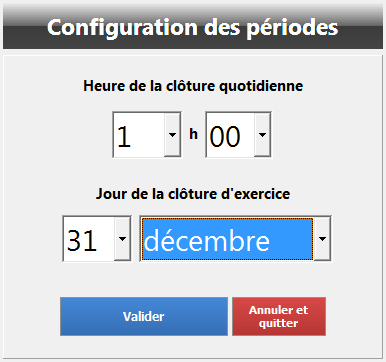 Configuration des périodes
Heure de la clôture quotidienne
1 h 00
Jour de la clôture d'exercice
31 décembre
Valider
Annuler et
quitter